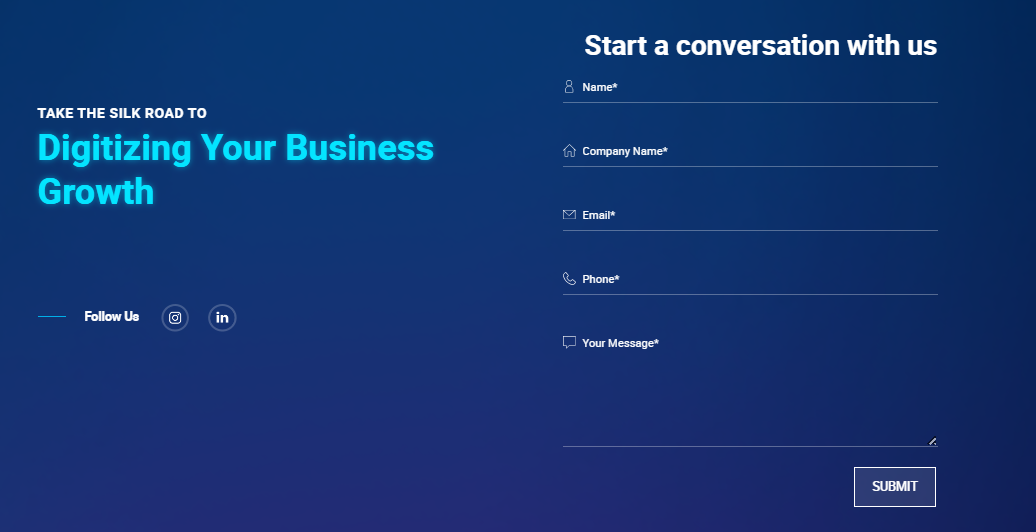 TAKE THE SILK ROAD TO
Digitizing Your Business
Growth
Follow Us
in
Start a conversation with us
Name*
Company Name*
Email*
Phone*
Your Message*
SUBMIT